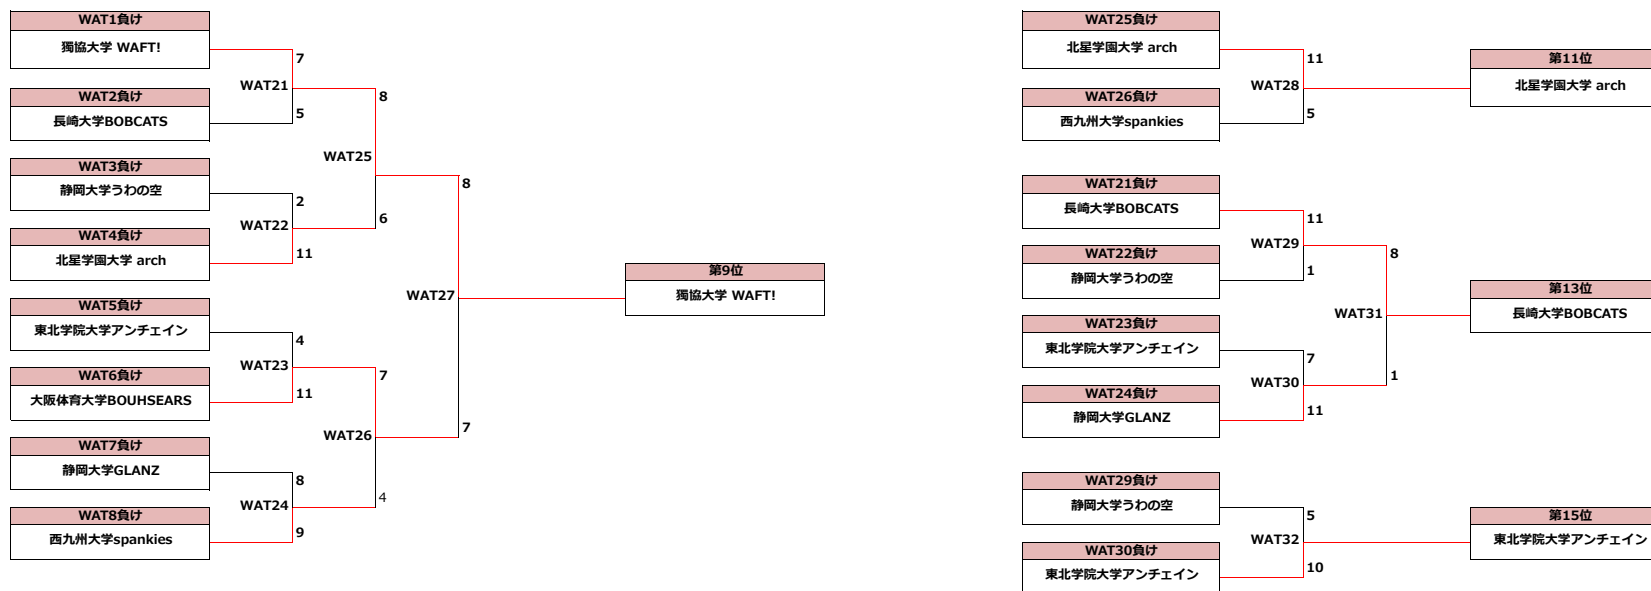 WAT1負け
獨協大学 WAFT!
7
WAT21
WAT2負け
長崎大学BOBCATS
5
8
WAT25
WAT3負け
静岡大学うわの空
2
WAT22
6
WAT4負け
北星学園大学 arch
11
8
WAT27
第9位
獨協大学 WAFT!
WAT5負け
東北学院大学アンチェイン
4
WAT23
7
WAT6負け
大阪体育大学BOUHSEARS
11
WAT26
7
WAT7負け
静岡大学GLANZ
8
WAT24
4
WAT8負け
西九州大学spankies
9
WAT25負け
北星学園大学 arch
11
WAT28
第11位
北星学園大学 arch
WAT26負け
西九州大学spankies
5
WAT21負け
長崎大学BOBCATS
11
WAT29
WAT22負け
静岡大学うわの空
1
8
WAT31
第13位
長崎大学BOBCATS
WAT23負け
東北学院大学アンチェイン
7
WAT30
1
WAT24負け
静岡大学GLANZ
11
WAT29負け
静岡大学うわの空
5
WAT32
第15位
東北学院大学アンチェイン
WAT30負け
東北学院大学アンチェイン
10